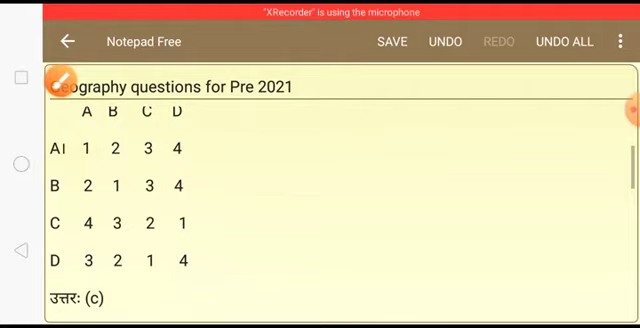 "XRecorder" is using the microphone
Notepad Free SAVE UNDO REDO UNDO ALL
ography questions for Pre 2021
A B C D
A। 1 2 3 4
B 2 1 3 4
C 4 3 2 1
D 3 2 1 4
उत्तरः (c)